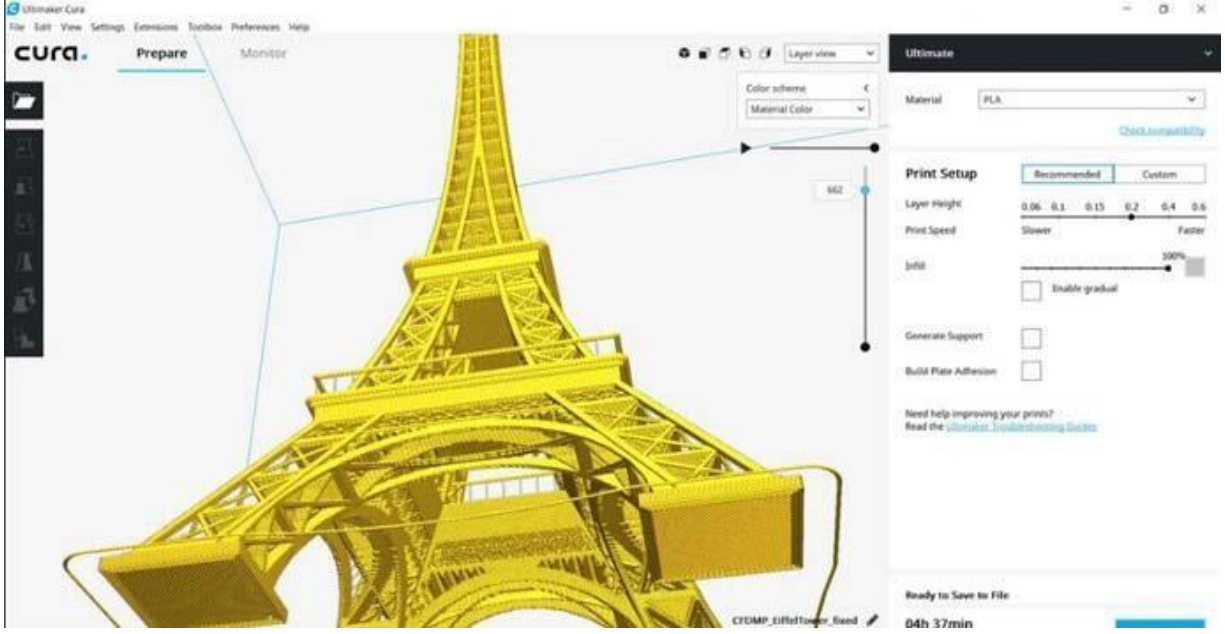 Ultimaker Cura
File Edit View Settings Extensions Toolbox Preferences Help
cura. Prepare Monitor
Layer view
Color scheme
Material Color
662
Ultimate
Material PLA
Check compatibility
Print Setup Recommended Custom
Layer Height 0.06 0.1 0.15 0.2 0.4 0.6
Print Speed Slower Faster
Infill 100%
Enable gradual
Generate Support
Build Plate Adhesion
Need help improving your prints?
Read the Ultimaker Troubleshooting Guides
Ready to Save to File
CFDMP_EiffelTower_fixed
04h 37min